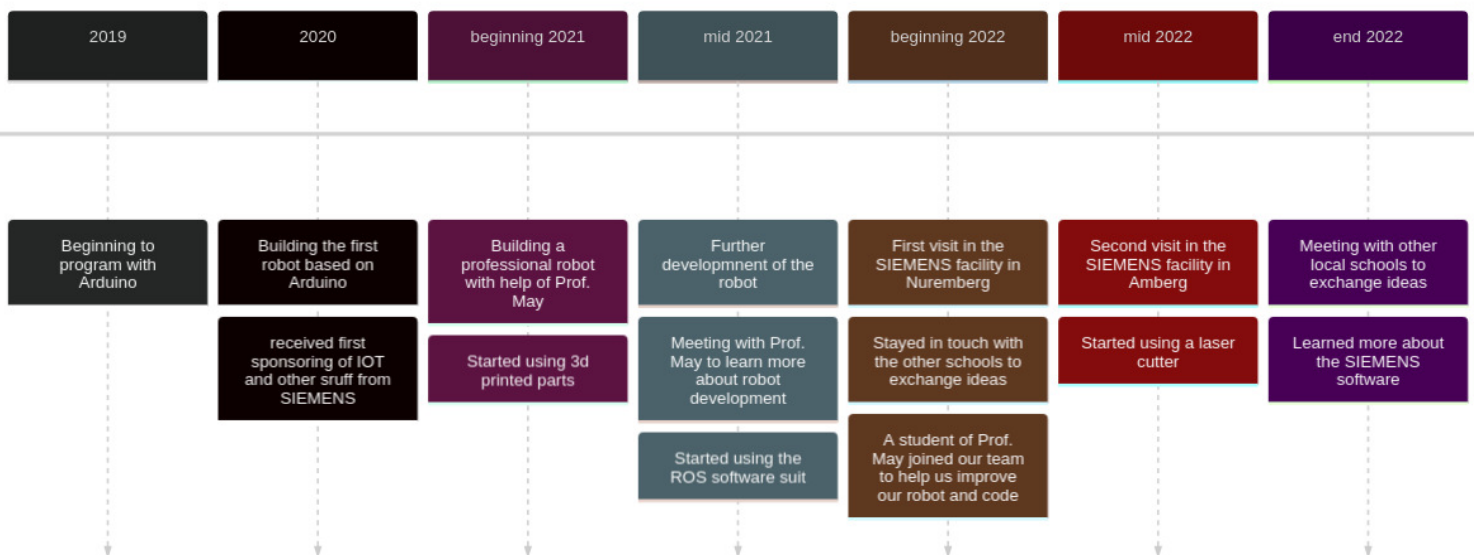 2019
2020
beginning 2021
mid 2021
beginning 2022
mid 2022
end 2022
Beginning to
program with
Arduino
Building the first
robot based on
Arduino
received first
sponsoring of IOT
and other sruff from
SIEMENS
Building a
professional robot
with help of Prof.
May
Started using 3d
printed parts
Further
developmnent of the
robot
Meeting with Prof.
May to learn more
about robot
development
Started using the
ROS software suit
First visit in the
SIEMENS facility in
Nuremberg
Stayed in touch with
the other schools to
exchange ideas
A student of Prof.
May joined our team
to help us improve
our robot and code
Second visit in the
SIEMENS facility in
Amberg
Started using a laser
cutter
Meeting with other
local schools to
exchange ideas
Learned more about
the SIEMENS
software